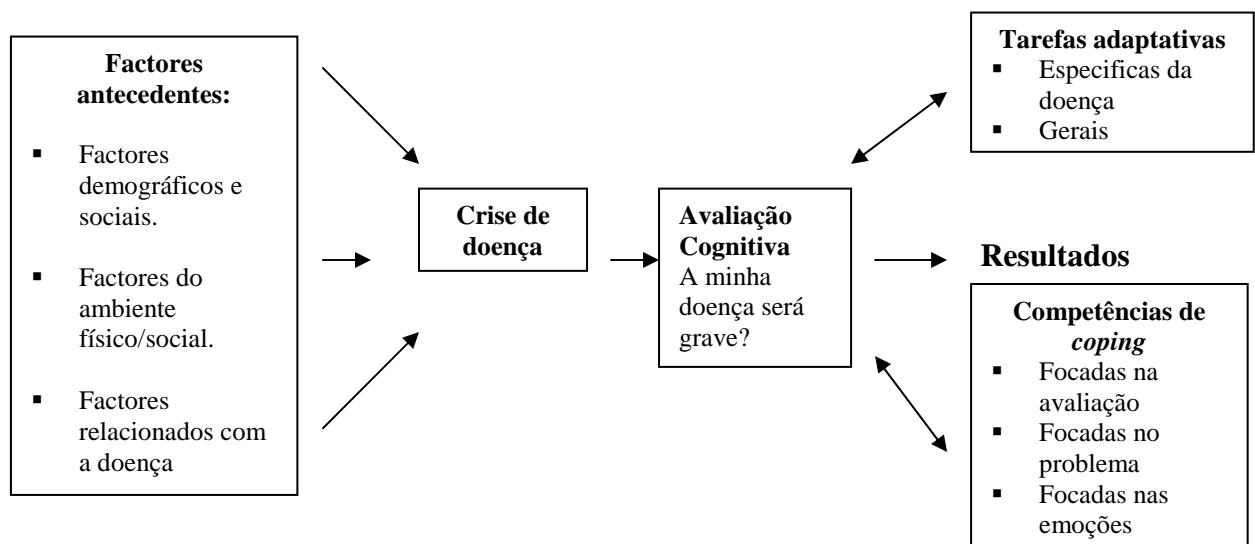 Factores
antecedentes:
▪ Factores
demográficos e
sociais.
▪ Factores do
ambiente
físico/social.
▪ Factores
relacionados com
a doença
Crise de
doença
Avaliação
Cognitiva
A minha
doença será
grave?
Tarefas adaptativas
▪ Especificas da
doença
▪ Gerais
Resultados
Competências de
coping
▪ Focadas na
avaliação
▪ Focadas no
problema
▪ Focadas nas
emoções